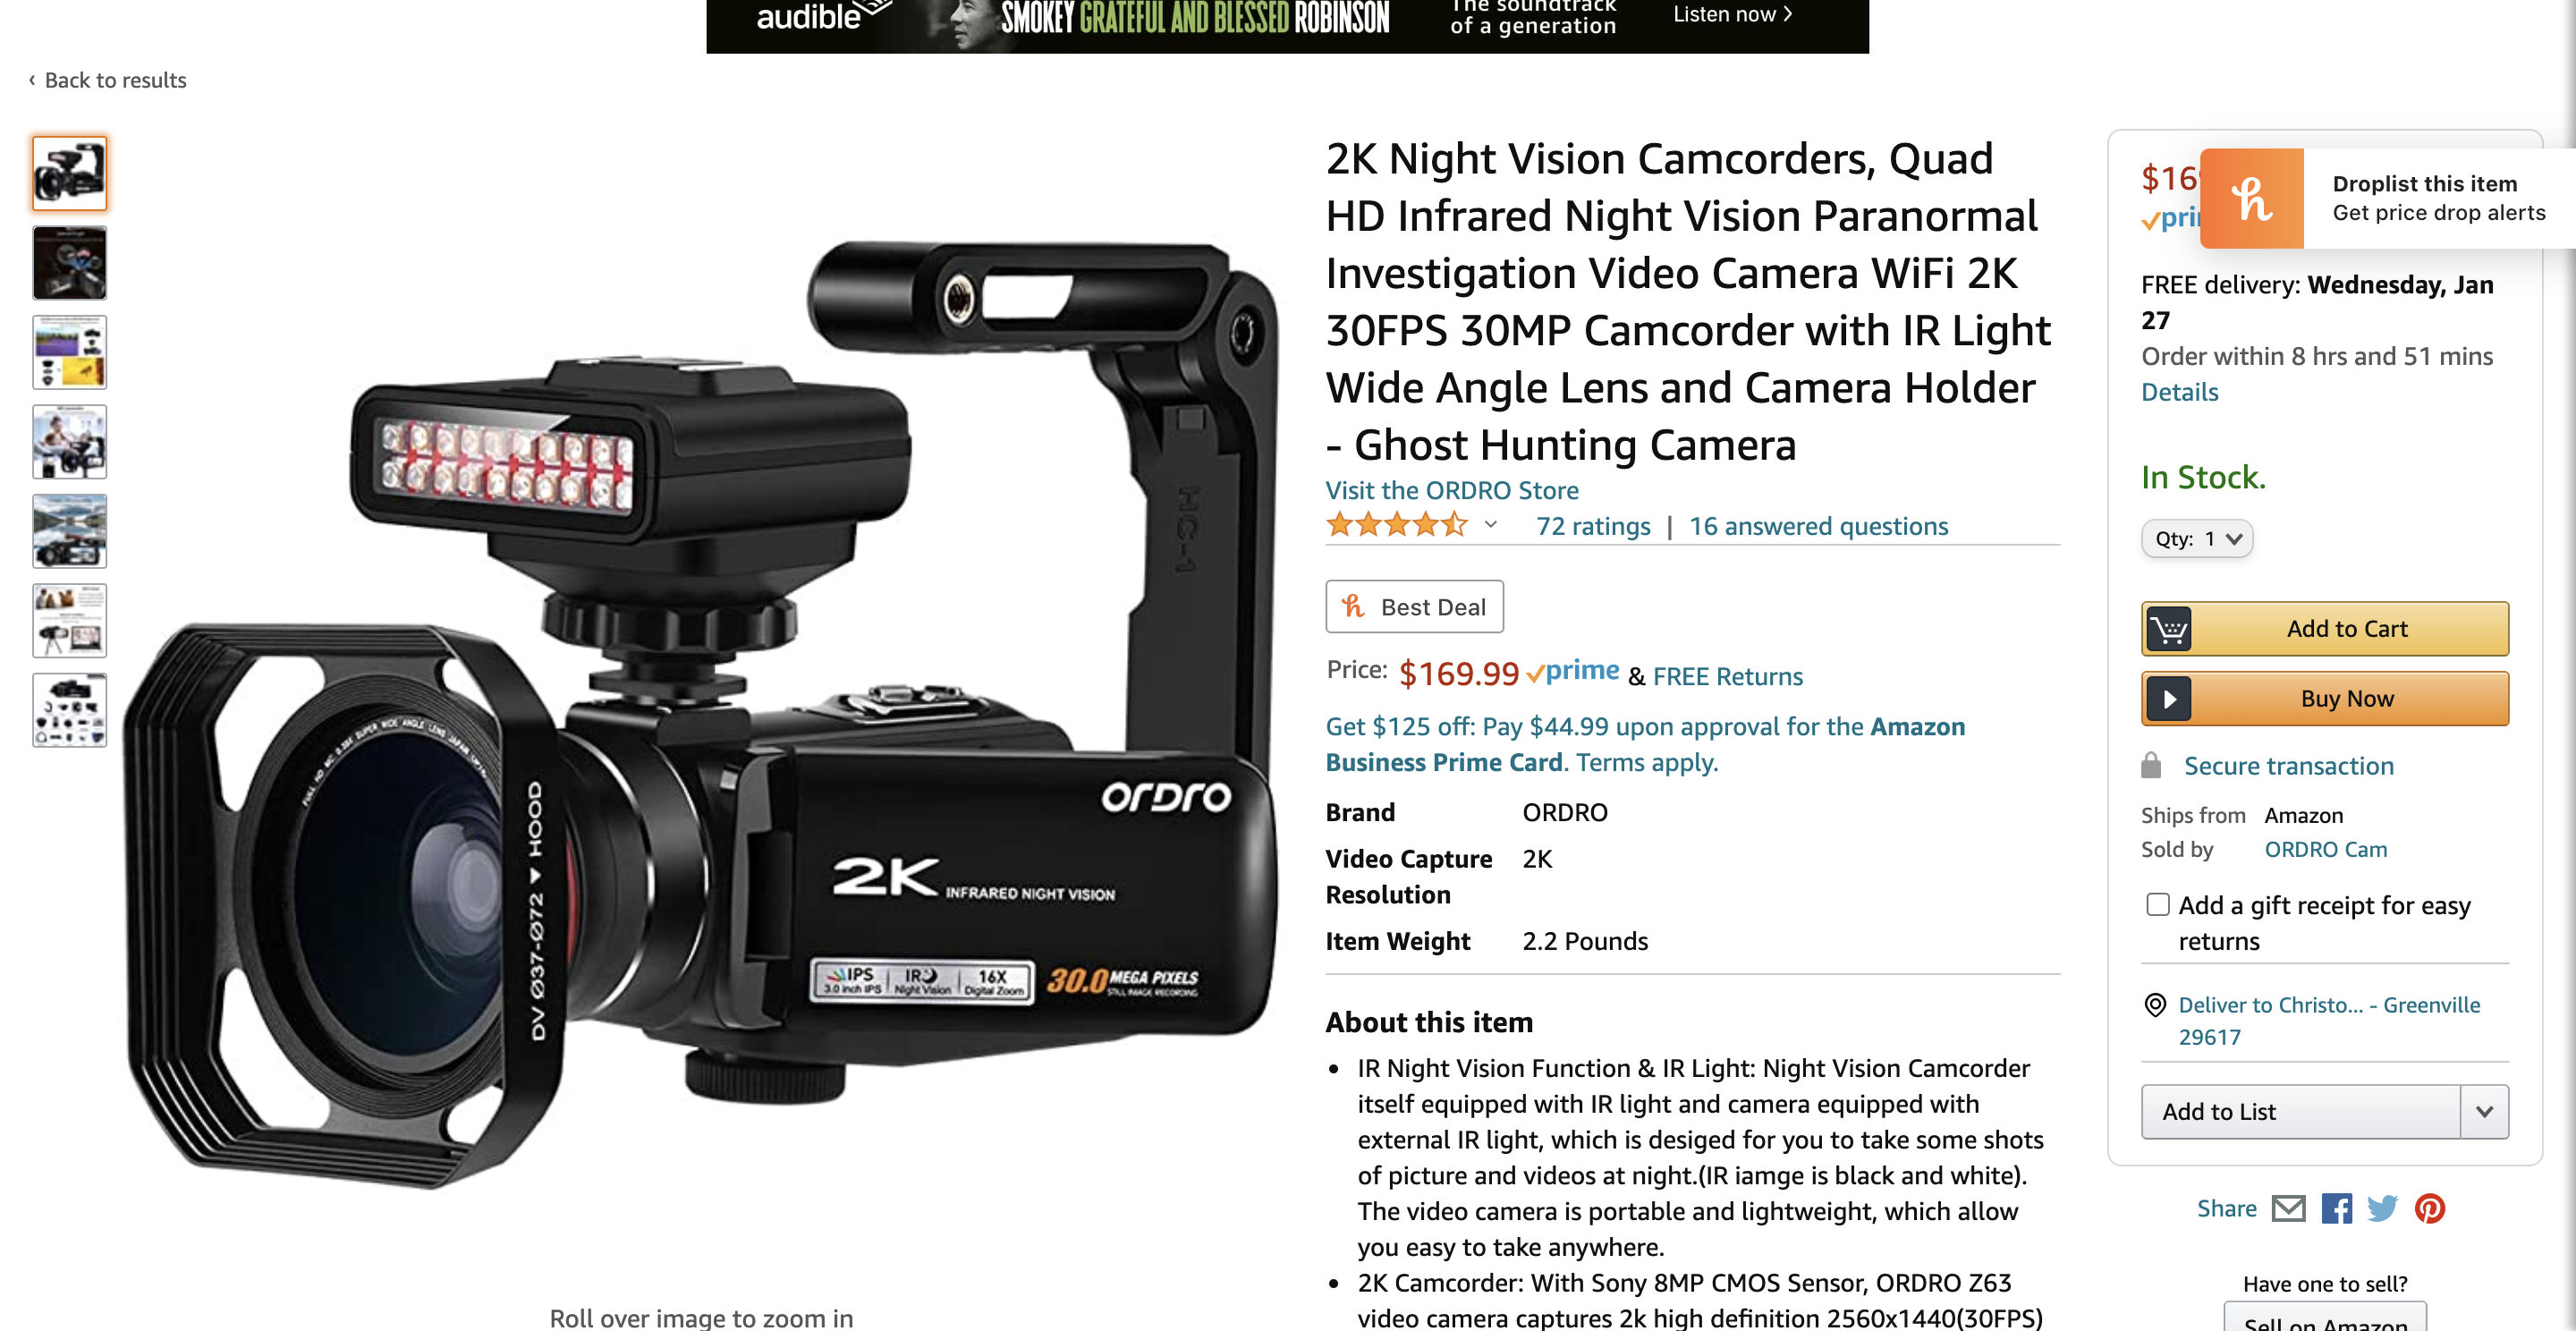 audible
SMOKEY GRATEFUL AND BLESSED ROBINSON
The soundtrack
of a generation
Listen now >
‹ Back to results
HG-1
FULL HD MC 0.39X SUPER WIDE ANGLE LENS JAPAN
DV Ø37-Ø72 ▼ HOOD
ORDRO
2K INFRARED NIGHT VISION
IPS
3.0 inch IPS
IR
Night Vision
16X
Digital Zoom
30.0 MEGA PIXELS
STILL IMAGE RECORDING
Roll over image to zoom in
2K Night Vision Camcorders, Quad
HD Infrared Night Vision Paranormal
Investigation Video Camera WiFi 2K
30FPS 30MP Camcorder with IR Light
Wide Angle Lens and Camera Holder
- Ghost Hunting Camera
Visit the ORDRO Store
72 ratings | 16 answered questions
Best Deal
Price: $169.99 prime & FREE Returns
Get $125 off: Pay $44.99 upon approval for the Amazon
Business Prime Card. Terms apply.
Brand ORDRO
Video Capture 2K
Resolution
Item Weight 2.2 Pounds
About this item
• IR Night Vision Function & IR Light: Night Vision Camcorder
itself equipped with IR light and camera equipped with
external IR light, which is desiged for you to take some shots
of picture and videos at night.(IR iamge is black and white).
The video camera is portable and lightweight, which allow
you easy to take anywhere.
• 2K Camcorder: With Sony 8MP CMOS Sensor, ORDRO Z63
video camera captures 2k high definition 2560x1440(30FPS)
$16
pri
h
Droplist this item
Get price drop alerts
FREE delivery: Wednesday, Jan
27
Order within 8 hrs and 51 mins
Details
In Stock.
Qty: 1
Add to Cart
Buy Now
Secure transaction
Ships from Amazon
Sold by ORDRO Cam
Add a gift receipt for easy
returns
Deliver to Christo... - Greenville
29617
Add to List
Share
Have one to sell?
Sell on Amazon